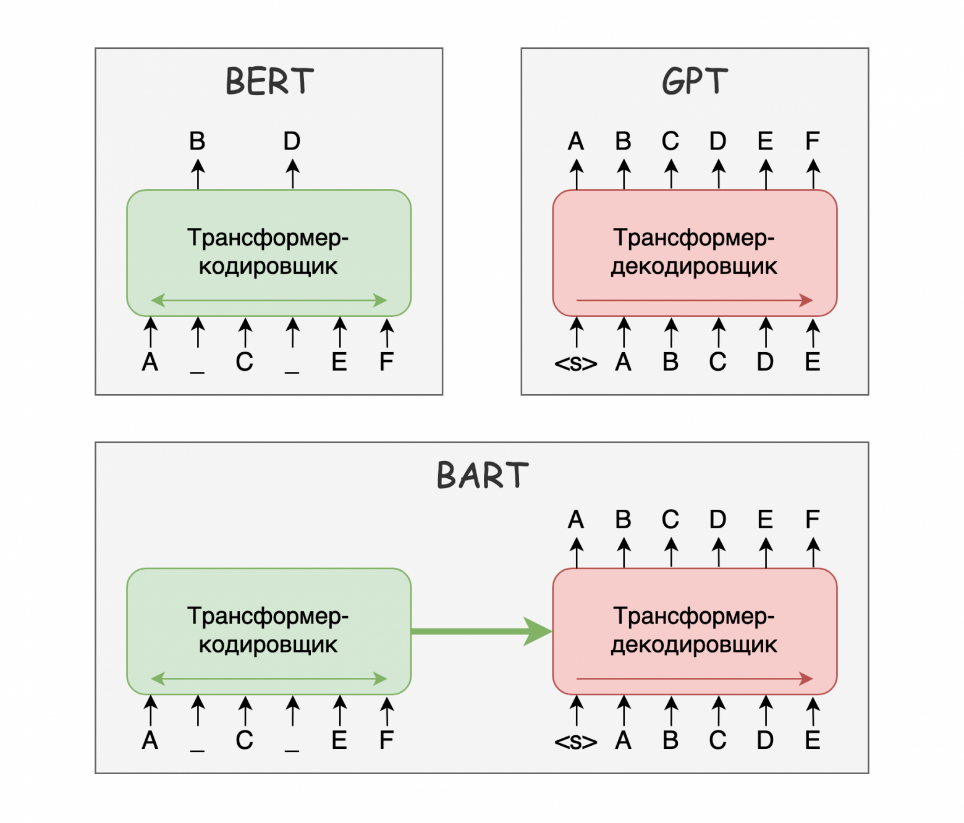 BERT
B D
Трансформер-
кодировщик
A _ C _ E F
GPT
A B C D E F
Трансформер-
декодировщик
<s> A B C D E
BART
Трансформер-
кодировщик
A _ C _ E F
A B C D E F
Трансформер-
декодировщик
<s> A B C D E